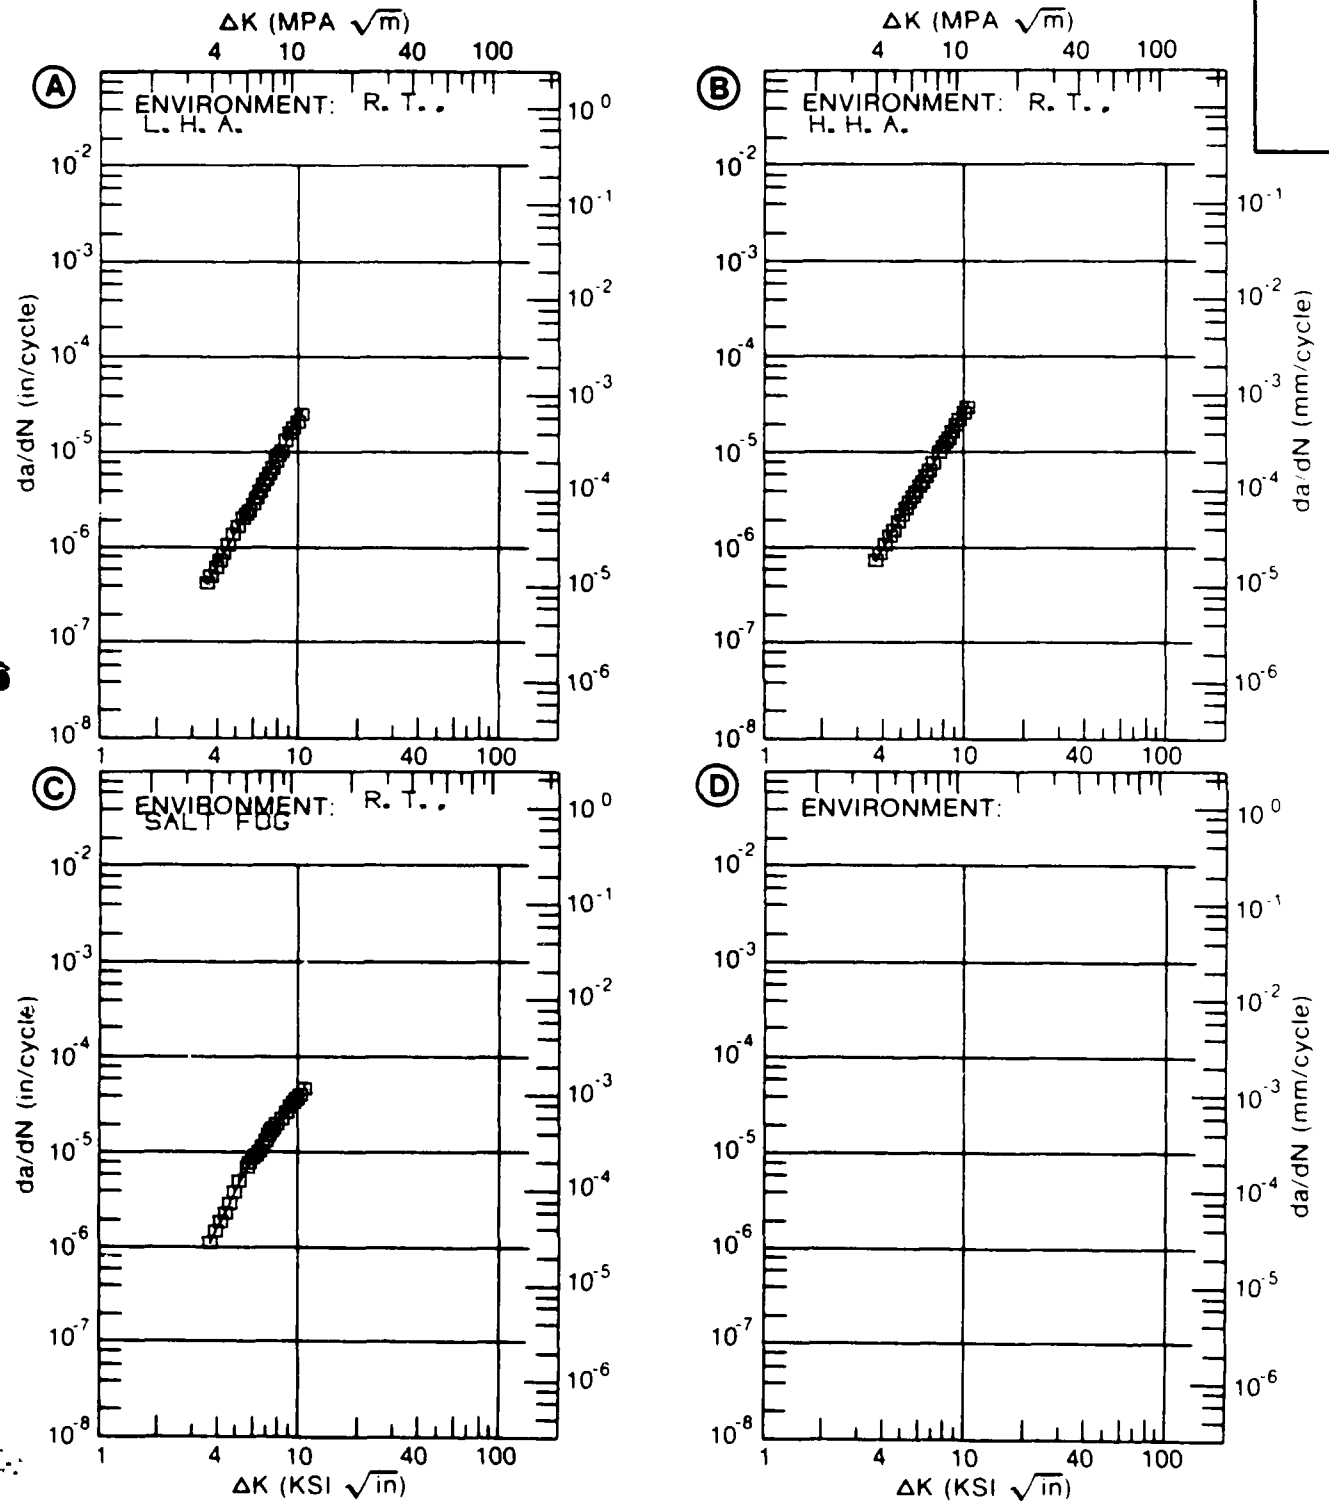 ΔK (MPA √m) ΔK (MPA √m)
4 10 40 100 4 10 40 100
A ENVIRONMENT: R. T. , B ENVIRONMENT: R. T. ,
L. H. A. H. H. A.
10^0
10^-2 10^-2
10^-1 10^-1
10^-3 10^-3
10^-2 10^-2
10^-4 10^-4
10^-3 10^-3
10^-5 10^-5
10^-4 10^-4
10^-6 10^-6
10^-5 10^-5
10^-7 10^-7
10^-6 10^-6
10^-8 10^-8
da/dN (in/cycle) da/dN (mm/cycle)
1 4 10 40 100 1 4 10 40 100
C ENVIRONMENT: R. T. , D ENVIRONMENT:
SALT FOG
10^0 10^0
10^-2 10^-2
10^-1 10^-1
10^-3 10^-3
10^-2 10^-2
10^-4 10^-4
10^-3 10^-3
10^-5 10^-5
10^-4 10^-4
10^-6 10^-6
10^-5 10^-5
10^-7 10^-7
10^-6 10^-6
10^-8 10^-8
da/dN (in/cycle) da/dN (mm/cycle)
1 4 10 40 100 1 4 10 40 100
ΔK (KSI √in) ΔK (KSI √in)